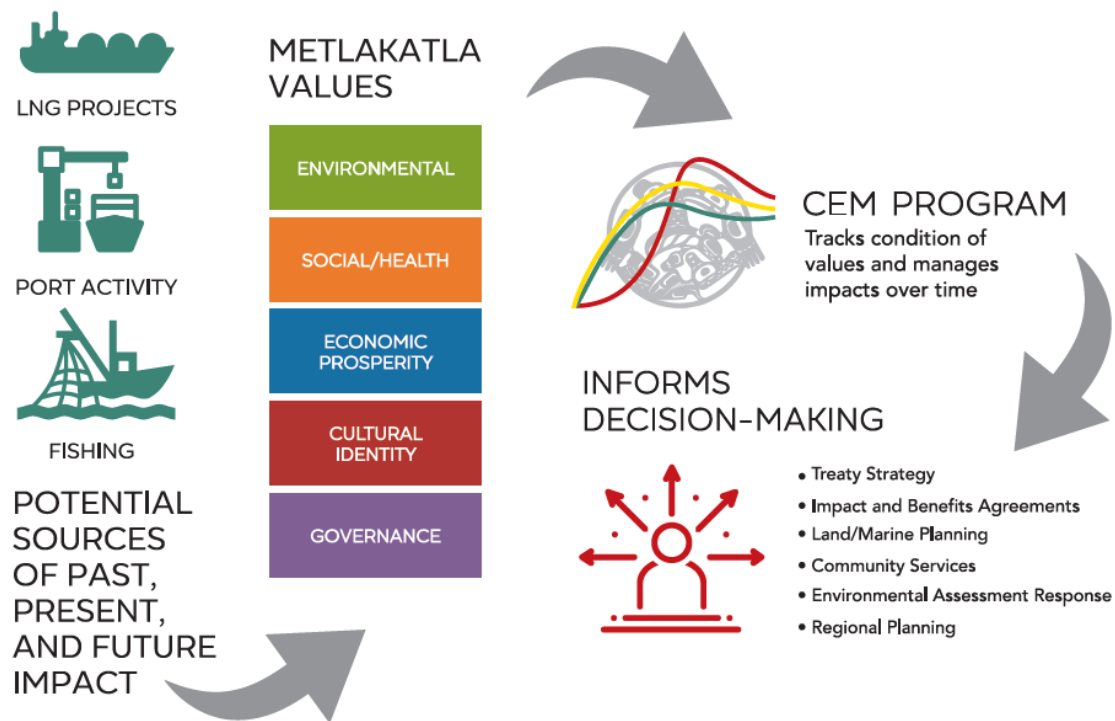 LNG PROJECTS
PORT ACTIVITY
FISHING
POTENTIAL
SOURCES
OF PAST,
PRESENT,
AND FUTURE
IMPACT
METLAKATLA
VALUES
ENVIRONMENTAL
SOCIAL/HEALTH
ECONOMIC
PROSPERITY
CULTURAL
IDENTITY
GOVERNANCE
CEM PROGRAM
Tracks condition of
values and manages
impacts over time
INFORMS
DECISION-MAKING
• Treaty Strategy
• Impact and Benefits Agreements
• Land/Marine Planning
• Community Services
• Environmental Assessment Response
• Regional Planning